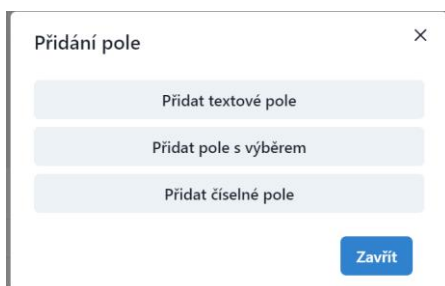 Přidání pole
Přidat textové pole
Přidat pole s výběrem
Přidat číselné pole
Zavřít